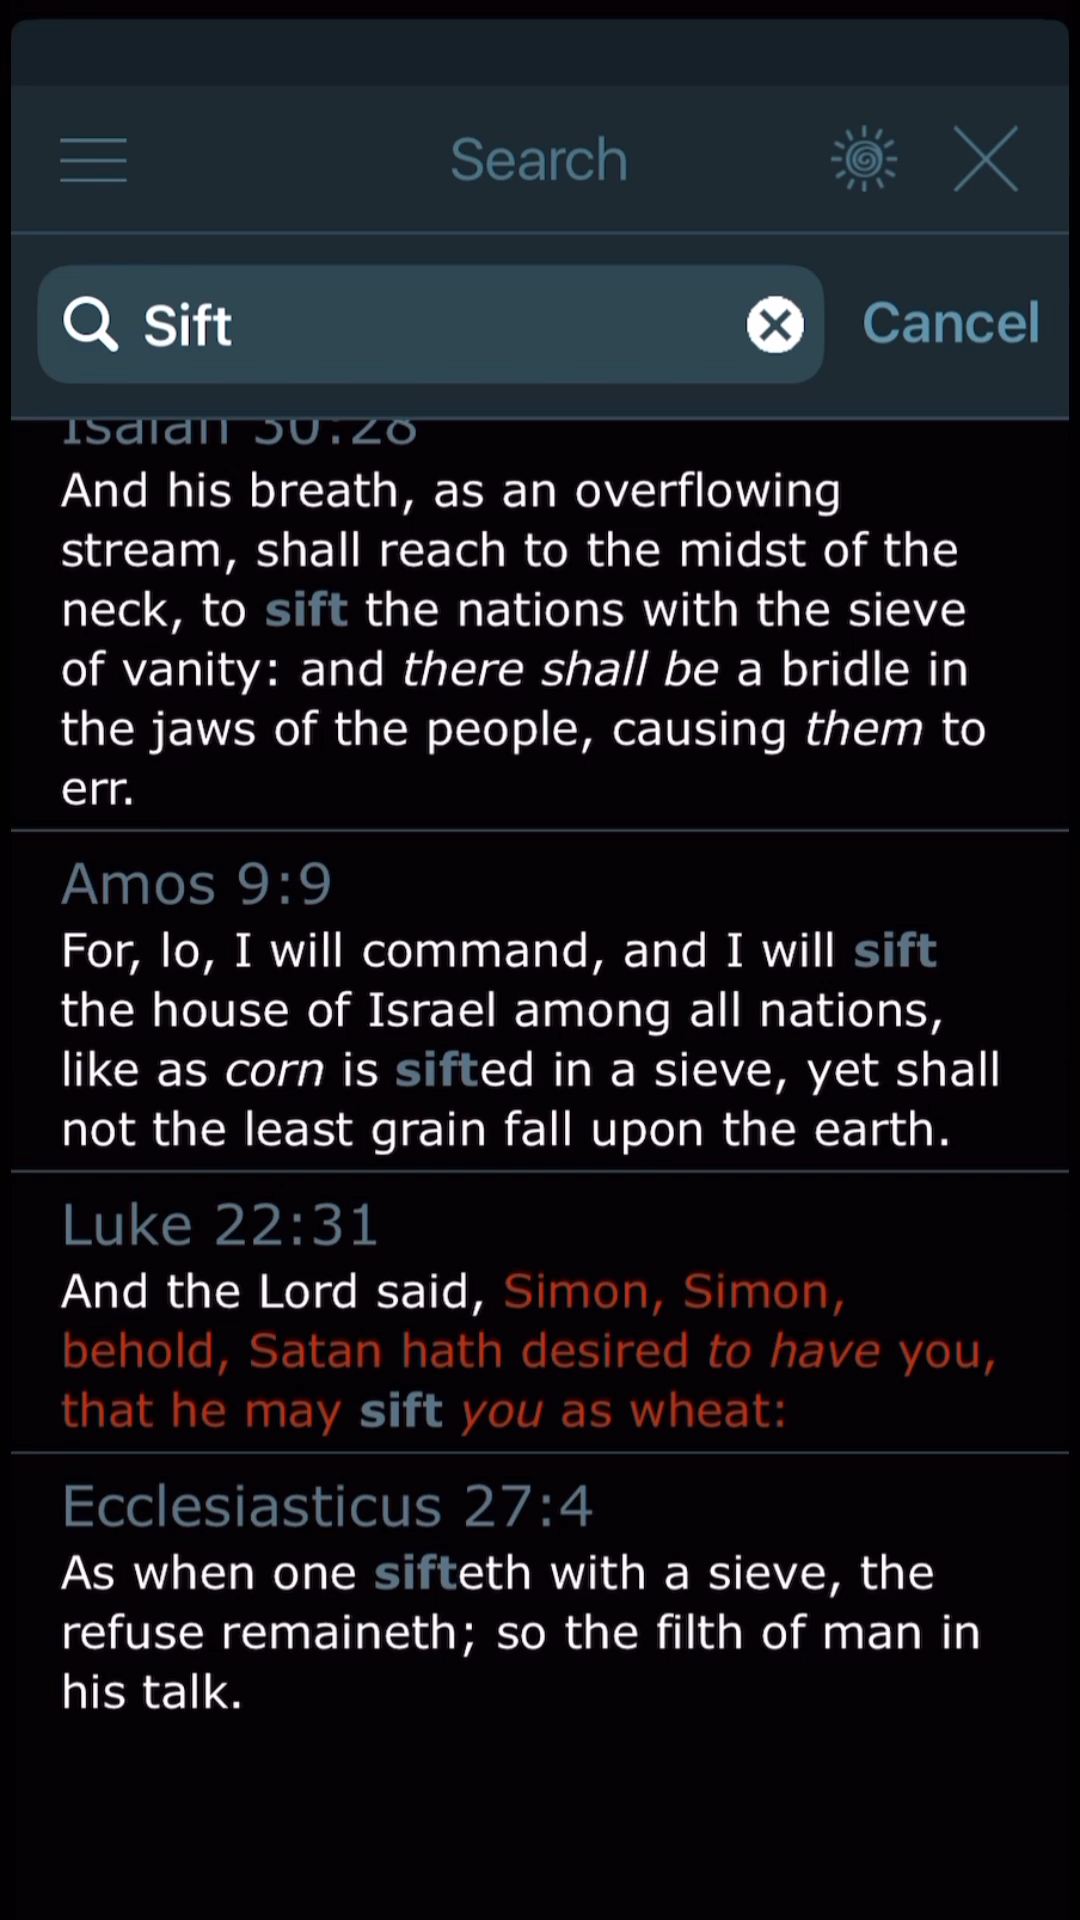 Search
Sift
Cancel
Isaiah 30:28
And his breath, as an overflowing
stream, shall reach to the midst of the
neck, to sift the nations with the sieve
of vanity: and there shall be a bridle in
the jaws of the people, causing them to
err.
Amos 9:9
For, lo, I will command, and I will sift
the house of Israel among all nations,
like as corn is sifted in a sieve, yet shall
not the least grain fall upon the earth.
Luke 22:31
And the Lord said, Simon, Simon,
behold, Satan hath desired to have you,
that he may sift you as wheat:
Ecclesiasticus 27:4
As when one sifteth with a sieve, the
refuse remaineth; so the filth of man in
his talk.